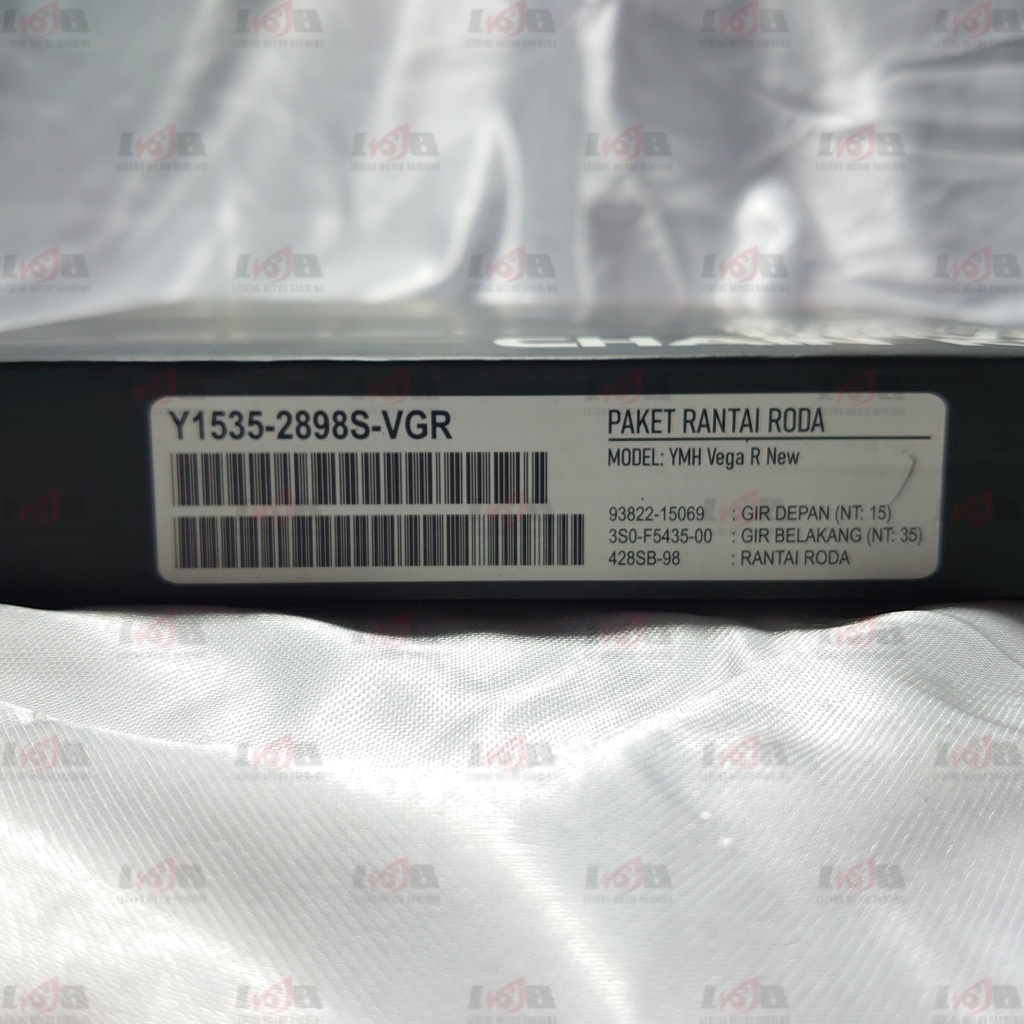 CHAIN
Y1535-2898S-VGR
PAKET RANTAI RODA
MODEL: YMH Vega R New
93822-15069 : GIR DEPAN (NT: 15)
3S0-F5435-00 : GIR BELAKANG (NT: 35)
428SB-98 : RANTAI RODA